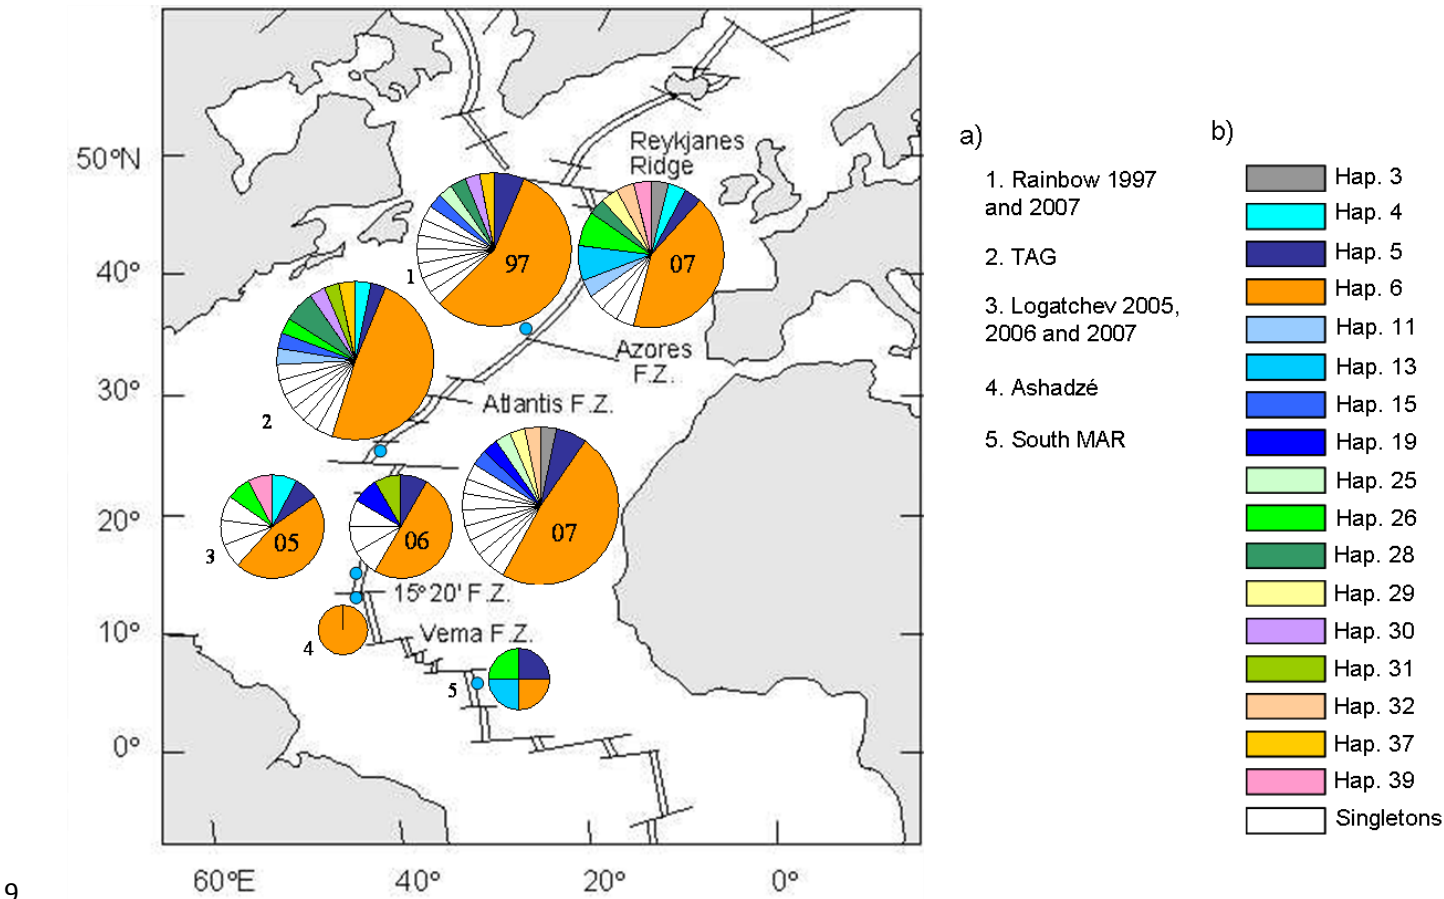 50°N
40°
30°
20°
10°
0°
60°E
40°
20°
0°
Reykjanes
Ridge
97
07
1
Azores
F.Z.
Atlantis F.Z.
2
3
05
06
07
15°20' F.Z.
4
Vema F.Z.
5
9
a)
1. Rainbow 1997
and 2007
2. TAG
3. Logatchev 2005,
2006 and 2007
4. Ashadzé
5. South MAR
b)
Hap. 3
Hap. 4
Hap. 5
Hap. 6
Hap. 11
Hap. 13
Hap. 15
Hap. 19
Hap. 25
Hap. 26
Hap. 28
Hap. 29
Hap. 30
Hap. 31
Hap. 32
Hap. 37
Hap. 39
Singletons